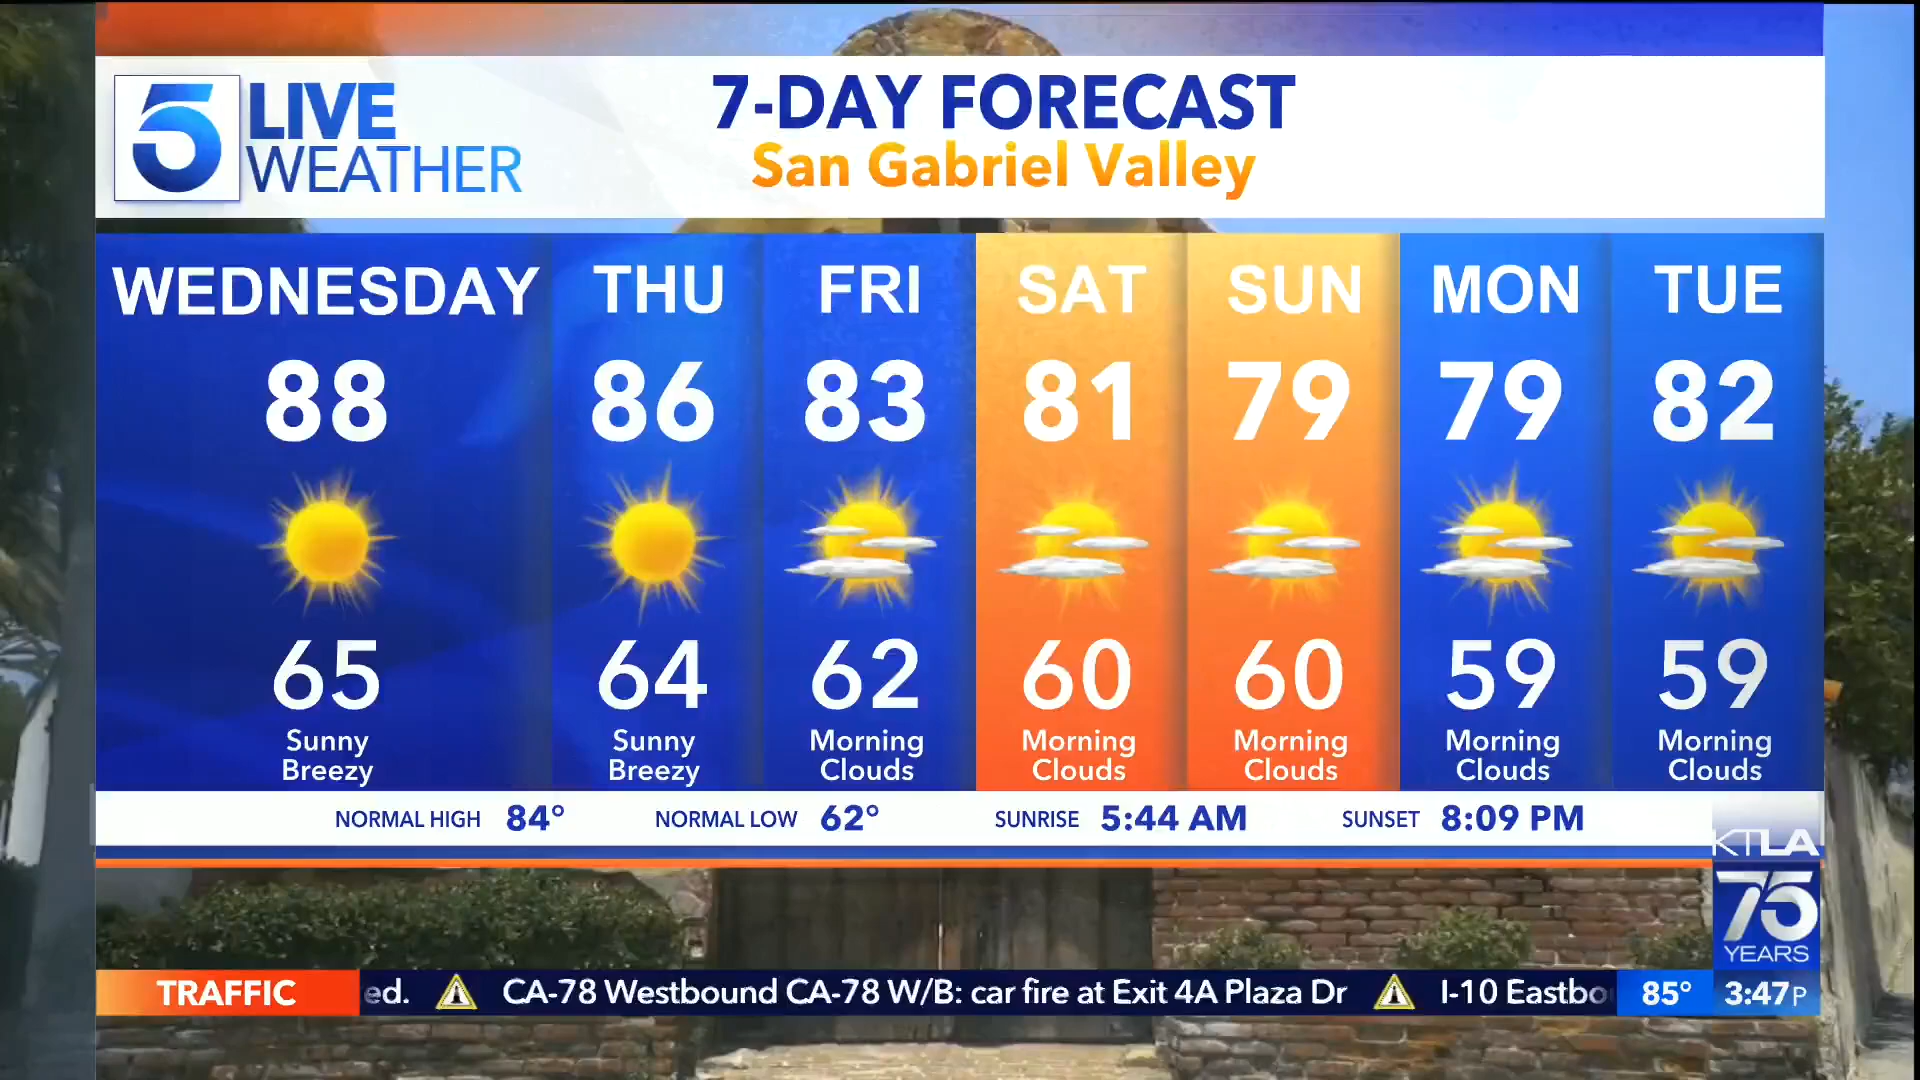 5 LIVE
WEATHER
7-DAY FORECAST
San Gabriel Valley
WEDNESDAY
88
65
Sunny
Breezy
THU
86
64
Sunny
Breezy
FRI
83
62
Morning
Clouds
SAT
81
60
Morning
Clouds
SUN
79
60
Morning
Clouds
MON
79
59
Morning
Clouds
TUE
82
59
Morning
Clouds
NORMAL HIGH 84° NORMAL LOW 62° SUNRISE 5:44 AM SUNSET 8:09 PM
KTLA
75
YEARS
TRAFFIC ed. CA-78 Westbound CA-78 W/B: car fire at Exit 4A Plaza Dr I-10 Eastbo 85° 3:47P